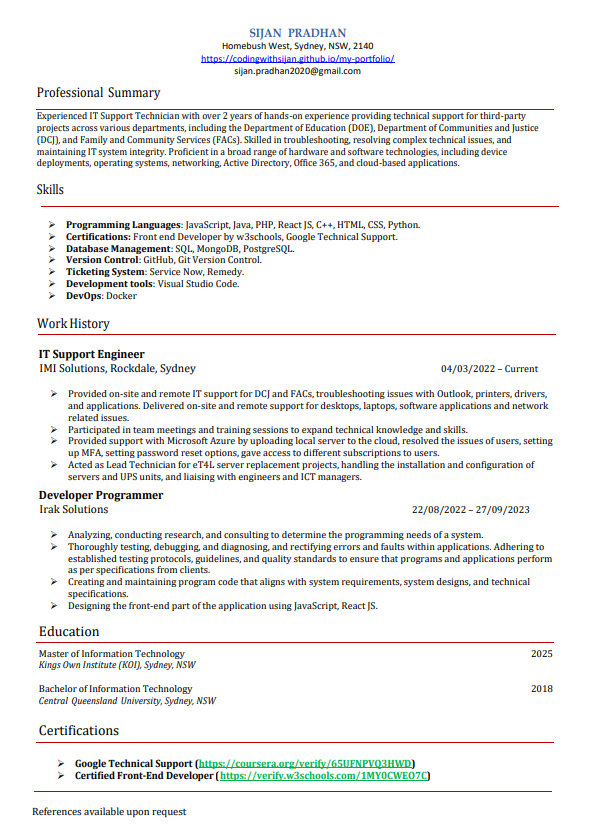 SIJAN PRADHAN
Homebush West, Sydney, NSW, 2140
https://codingwithsijan.github.io/my-portfolio/
sijan.pradhan2020@gmail.com
Professional Summary
Experienced IT Support Technician with over 2 years of hands-on experience providing technical support for third-party
projects across various departments, including the Department of Education (DOE), Department of Communities and Justice
(DCJ), and Family and Community Services (FACs). Skilled in troubleshooting, resolving complex technical issues, and
maintaining IT system integrity. Proficient in a broad range of hardware and software technologies, including device
deployments, operating systems, networking, Active Directory, Office 365, and cloud-based applications.
Skills
➢ Programming Languages: JavaScript, Java, PHP, React JS, C++, HTML, CSS, Python.
➢ Certifications: Front end Developer by w3schools, Google Technical Support.
➢ Database Management: SQL, MongoDB, PostgreSQL.
➢ Version Control: GitHub, Git Version Control.
➢ Ticketing System: Service Now, Remedy.
➢ Development tools: Visual Studio Code.
➢ DevOps: Docker
Work History
IT Support Engineer
IMI Solutions, Rockdale, Sydney 04/03/2022 – Current
➢ Provided on-site and remote IT support for DCJ and FACs, troubleshooting issues with Outlook, printers, drivers,
and applications. Delivered on-site and remote support for desktops, laptops, software applications and network
related issues.
➢ Participated in team meetings and training sessions to expand technical knowledge and skills.
➢ Provided support with Microsoft Azure by uploading local server to the cloud, resolved the issues of users, setting
up MFA, setting password reset options, gave access to different subscriptions to users.
➢ Acted as Lead Technician for eT4L server replacement projects, handling the installation and configuration of
servers and UPS units, and liaising with engineers and ICT managers.
Developer Programmer
Irak Solutions 22/08/2022 – 27/09/2023
➢ Analyzing, conducting research, and consulting to determine the programming needs of a system.
➢ Thoroughly testing, debugging, and diagnosing, and rectifying errors and faults within applications. Adhering to
established testing protocols, guidelines, and quality standards to ensure that programs and applications perform
as per specifications from clients.
➢ Creating and maintaining program code that aligns with system requirements, system designs, and technical
specifications.
➢ Designing the front-end part of the application using JavaScript, React JS.
Education
Master of Information Technology 2025
Kings Own Institute (KOI), Sydney, NSW
Bachelor of Information Technology 2018
Central Queensland University, Sydney, NSW
Certifications
➢ Google Technical Support (https://coursera.org/verify/65UFNPVQ3HWD)
➢ Certified Front-End Developer (https://verify.w3schools.com/1MY0CWEO7C)
References available upon request